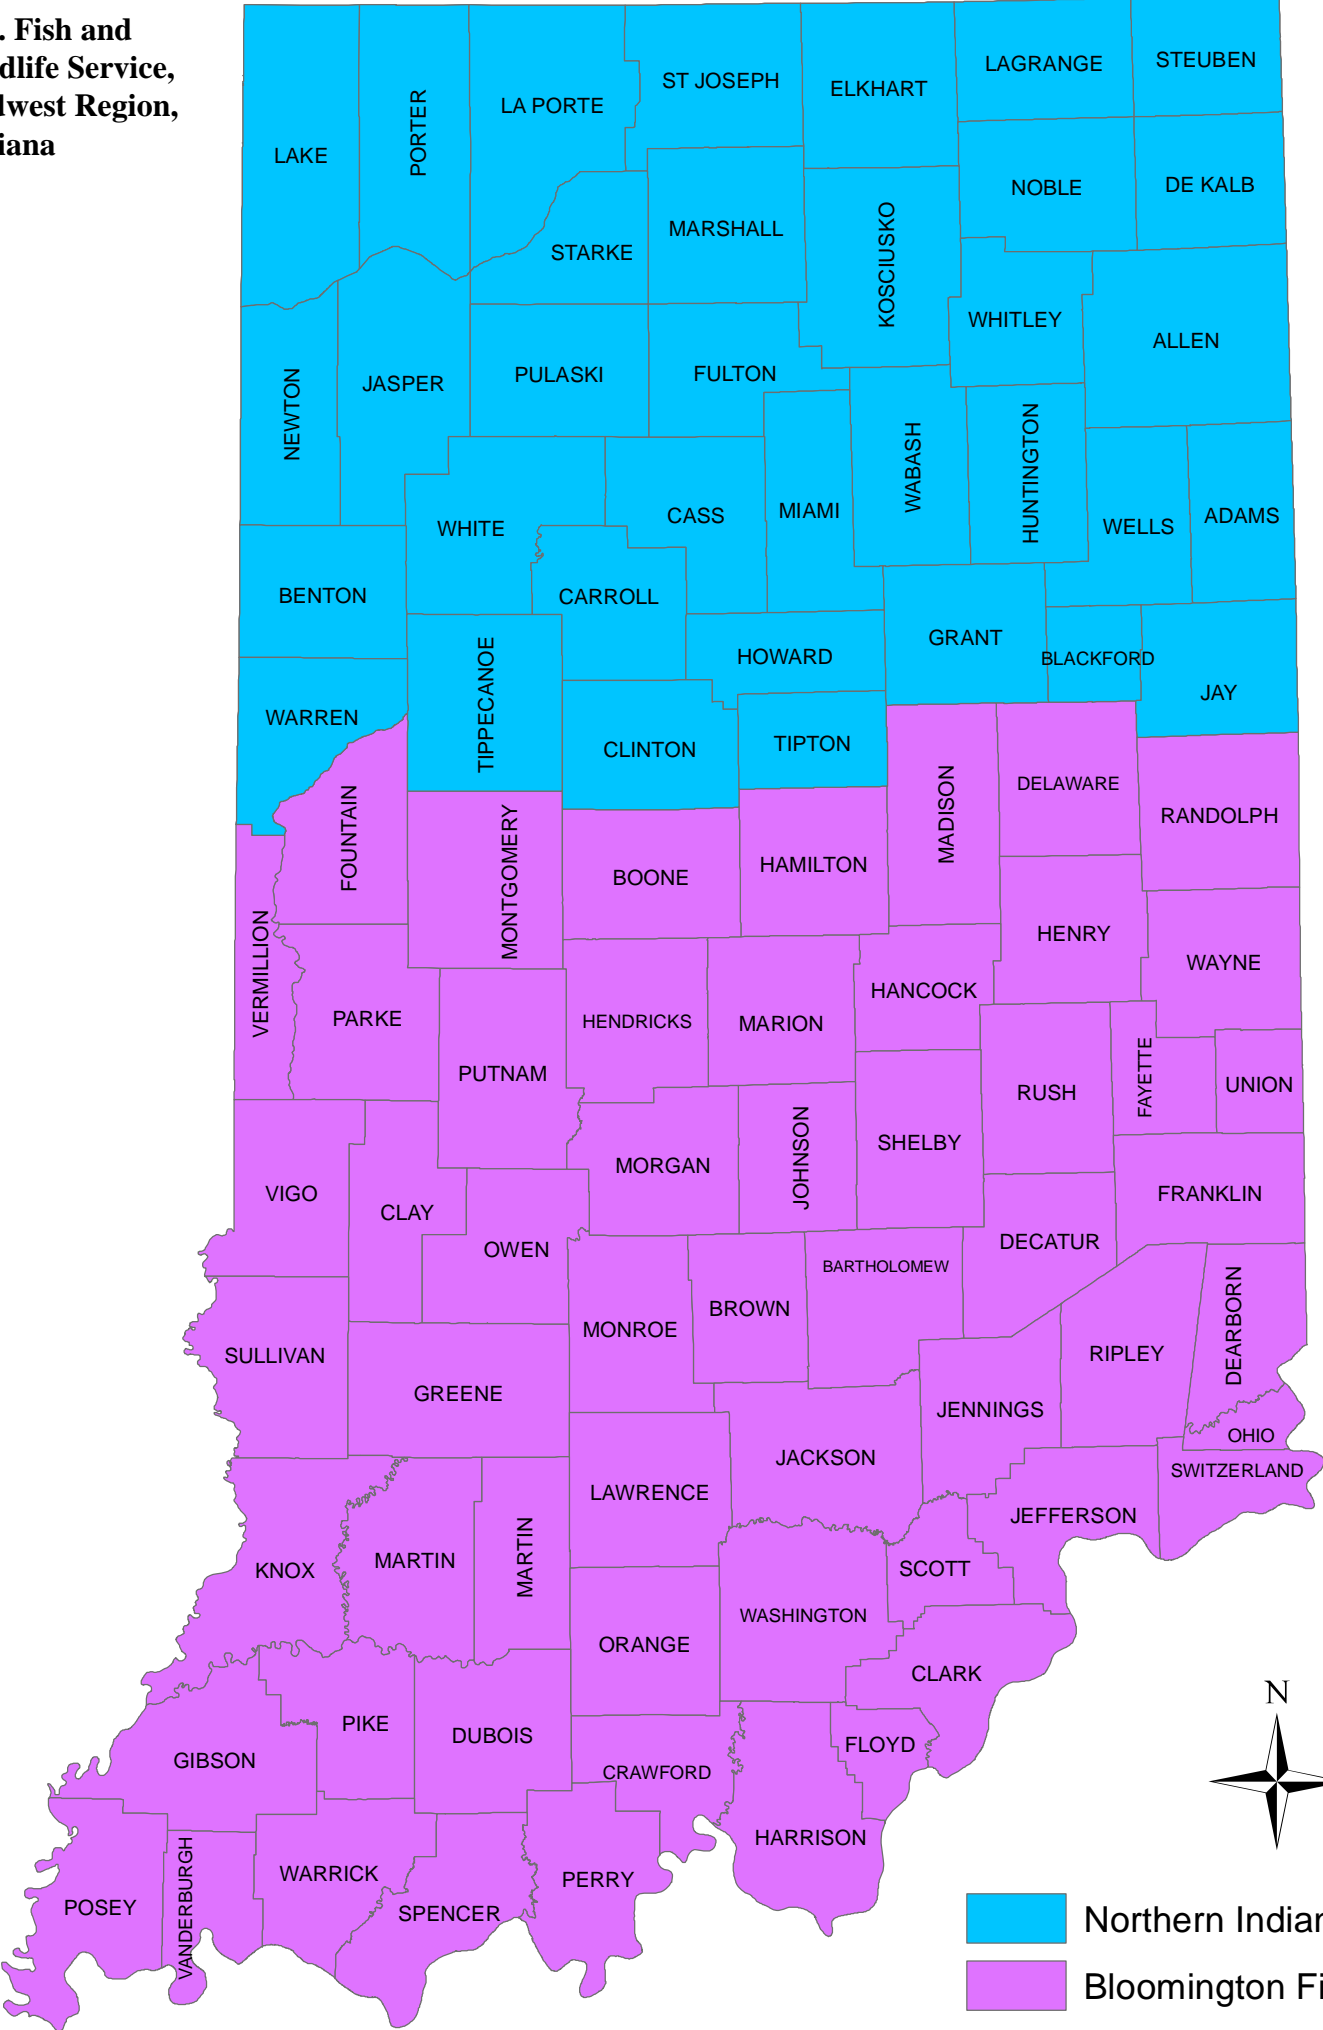 . Fish and
dlife Service,
lwest Region,
iana
LAKE
PORTER
LA PORTE
ST JOSEPH
ELKHART
LAGRANGE
STEUBEN
NOBLE
DE KALB
STARKE
MARSHALL
KOSCIUSKO
WHITLEY
ALLEN
NEWTON
JASPER
PULASKI
FULTON
WABASH
HUNTINGTON
WHITE
CASS
MIAMI
WELLS
ADAMS
BENTON
CARROLL
GRANT
BLACKFORD
JAY
HOWARD
WARREN
TIPPECANOE
CLINTON
TIPTON
FOUNTAIN
MONTGOMERY
BOONE
HAMILTON
MADISON
DELAWARE
RANDOLPH
VERMILLION
HENRY
WAYNE
PARKE
HENDRICKS
MARION
HANCOCK
PUTNAM
RUSH
FAYETTE
UNION
VIGO
CLAY
MORGAN
JOHNSON
SHELBY
FRANKLIN
OWEN
DECATUR
BARTHOLOMEW
SULLIVAN
MONROE
BROWN
RIPLEY
DEARBORN
GREENE
JENNINGS
OHIO
JACKSON
SWITZERLAND
LAWRENCE
JEFFERSON
KNOX
MARTIN
MARTIN
SCOTT
WASHINGTON
ORANGE
CLARK
PIKE
DUBOIS
FLOYD
GIBSON
CRAWFORD
HARRISON
POSEY
VANDERBURGH
WARRICK
SPENCER
PERRY
N
Northern Indian
Bloomington Fi